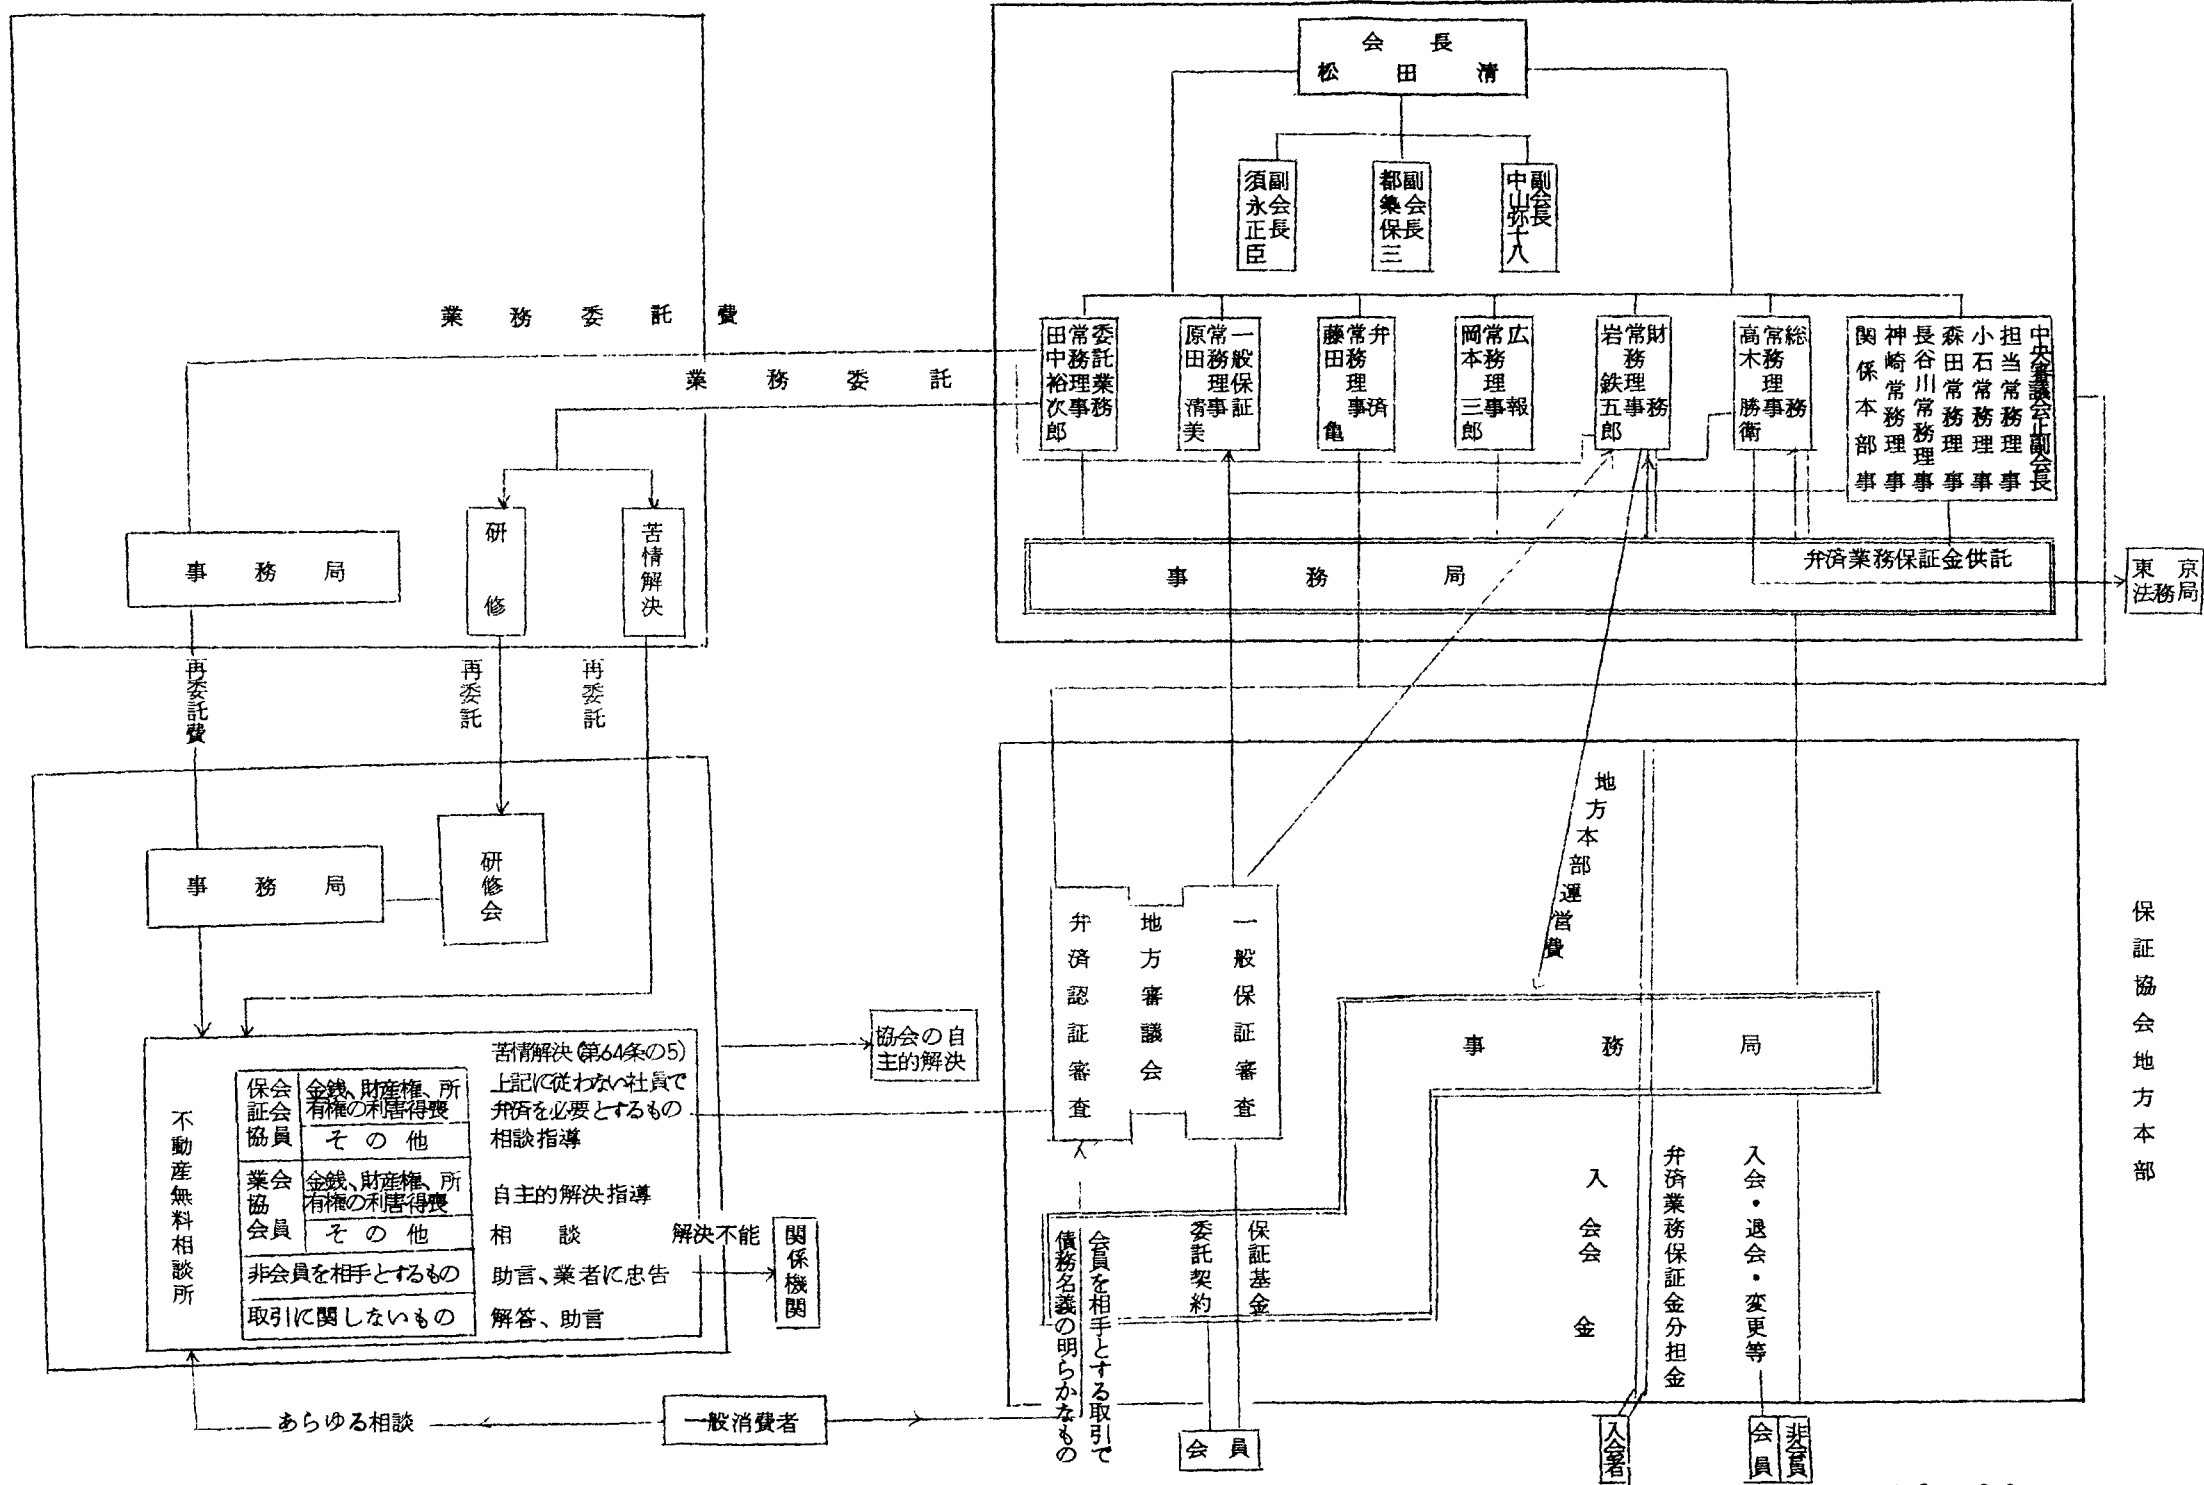 会長
松田清
副会長
須永正臣
副会長
都築保三
副会長
中山弥十八
業務委託費
業務委託
委託業務
常務理事
田中裕次郎
一般保証
常務理事
原田清美
弁済
常務理事
藤田亀
広報
常務理事
岡本三郎
財務
常務理事
岩鉄五郎
総務
常務理事
高木勝衛
中央審議会正副会長
担当常務理事
小石常務理事
森田常務理事
長谷川常務理事
神崎常務理事
関係本部事
事務局
研修
苦情解決
事務局
弁済業務保証金供託
東京
法務局
再委託費
再委託
再委託
事務局
研修会
地方本部運営費
弁済認証審査
地方審議会
一般保証審査
事務局
保証協会地方本部
協会の自
主的解決
不動産無料相談所
保証協会会員
金銭、財産権、所
有権の利害得喪
その他
業協会会員
金銭、財産権、所
有権の利害得喪
その他
非会員を相手とするもの
取引に関しないもの
苦情解決(第64条の5)
上記に従わない社員で
弁済を必要とするもの
相談指導
自主的解決指導
相談
助言、業者に忠告
解答、助言
解決不能
関係機関
会員を相手とする取引で
債務名義の明らかなもの
委託契約
保証基金
入会会金
弁済業務保証金分担金
入会・退会・変更等
あらゆる相談
一般消費者
会員
入会者
会員
非会員